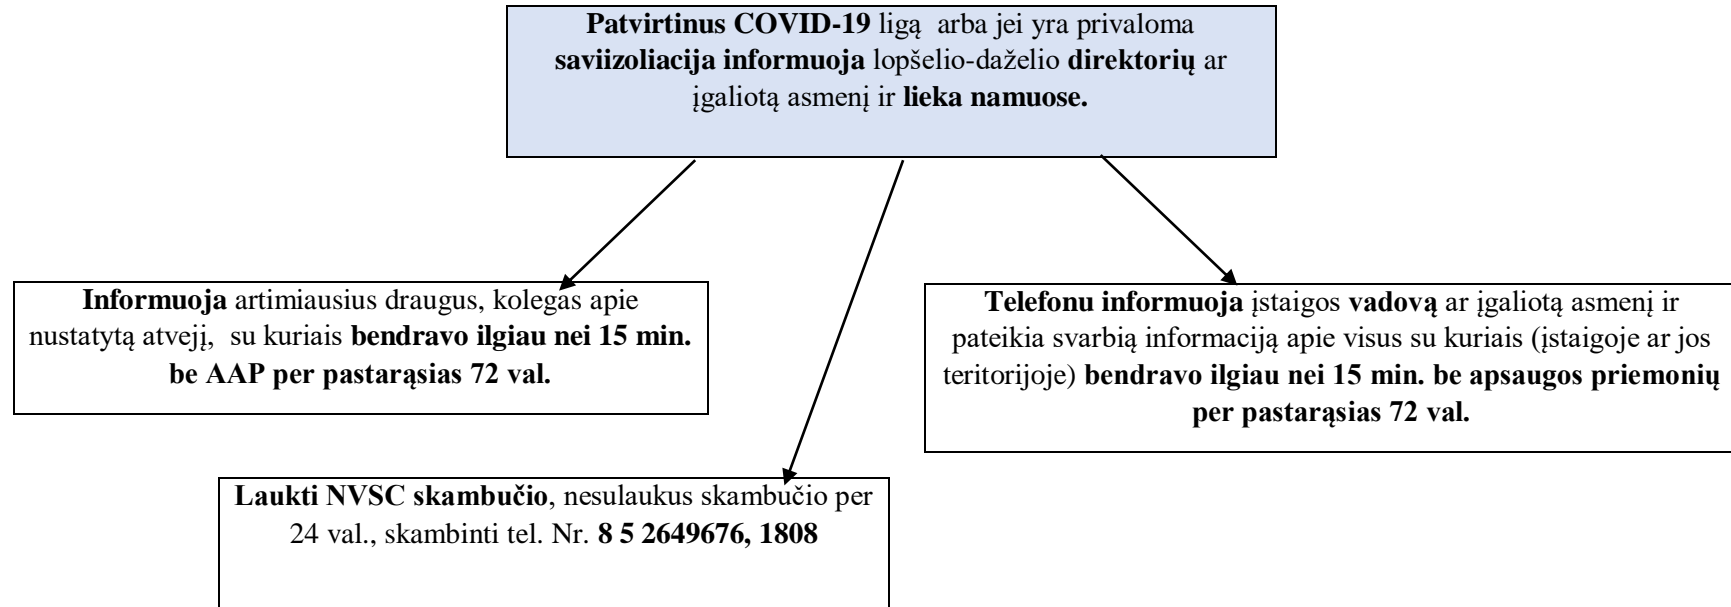 Patvirtinus COVID-19 ligą arba jei yra privaloma
saviizoliacija informuoja lopšelio-daželio direktorių ar
įgaliotą asmenį ir lieka namuose.
Informuoja artimiausius draugus, kolegas apie
nustatytą atvejį, su kuriais bendravo ilgiau nei 15 min.
be AAP per pastarąsias 72 val.
Telefonu informuoja įstaigos vadovą ar įgaliotą asmenį ir
pateikia svarbią informaciją apie visus su kuriais (įstaigoje ar jos
teritorijoje) bendravo ilgiau nei 15 min. be apsaugos priemonių
per pastarąsias 72 val.
Laukti NVSC skambučio, nesulaukus skambučio per
24 val., skambinti tel. Nr. 8 5 2649676, 1808